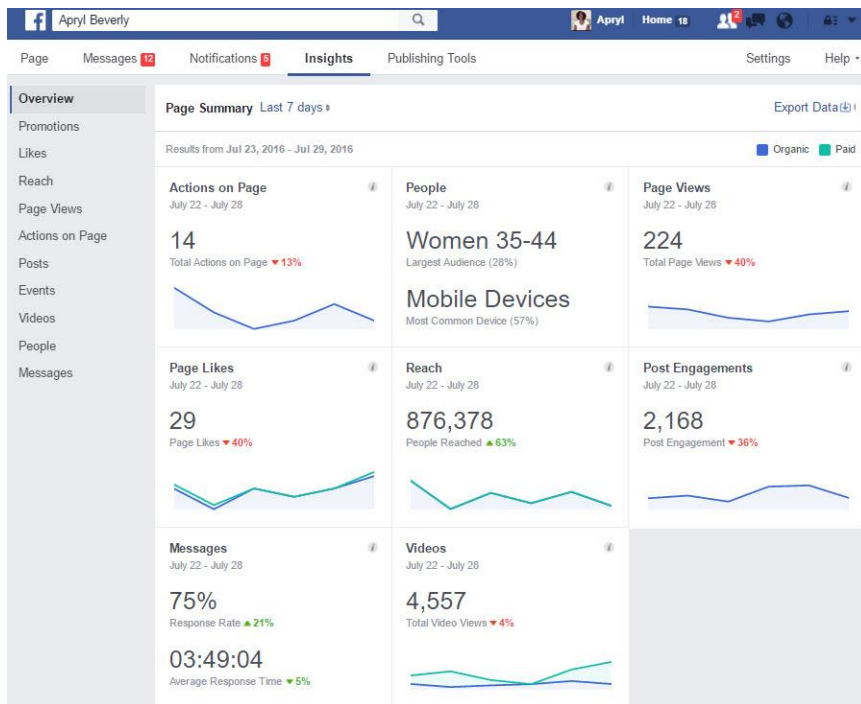 f Apryl Beverly Apryl Home 18 2
Page Messages 12 Notifications 5 Insights Publishing Tools Settings Help
Overview
Promotions
Likes
Reach
Page Views
Actions on Page
Posts
Events
Videos
People
Messages
Page Summary Last 7 days Export Data
Results from Jul 23, 2016 - Jul 29, 2016 Organic Paid
Actions on Page
July 22 - July 28
14
Total Actions on Page ▼13%
People
July 22 - July 28
Women 35-44
Largest Audience (28%)
Mobile Devices
Most Common Device (57%)
Page Views
July 22 - July 28
224
Total Page Views ▼40%
Page Likes
July 22 - July 28
29
Page Likes ▼40%
Reach
July 22 - July 28
876,378
People Reached ▲63%
Post Engagements
July 22 - July 28
2,168
Post Engagement ▼36%
Messages
July 22 - July 28
75%
Response Rate ▲21%
03:49:04
Average Response Time ▼5%
Videos
July 22 - July 28
4,557
Total Video Views ▼4%